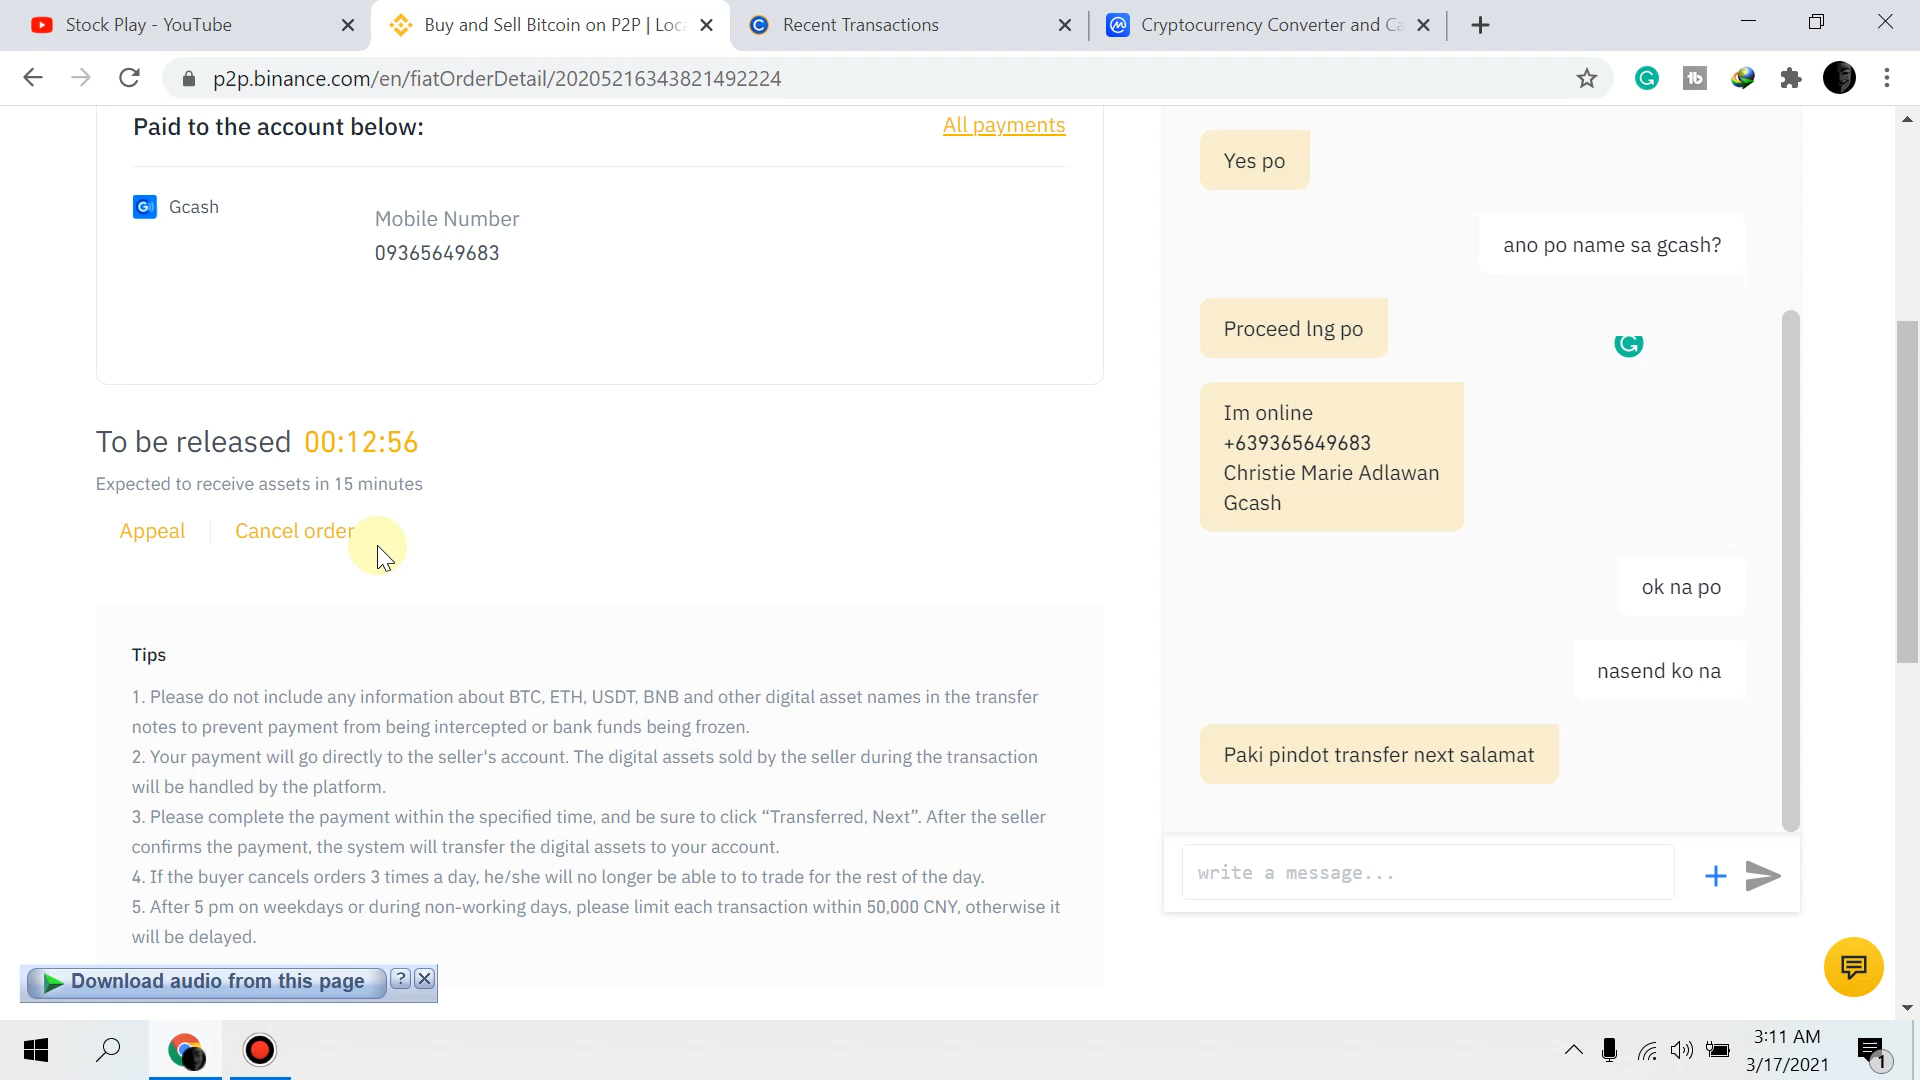 Stock Play - YouTube
Buy and Sell Bitcoin on P2P | Loc
Recent Transactions
Cryptocurrency Converter and Ca
p2p.binance.com/en/fiatOrderDetail/20205216343821492224
Paid to the account below:
All payments
Gcash
Mobile Number
09365649683
To be released 00:12:56
Expected to receive assets in 15 minutes
Appeal
Cancel order
Tips
1. Please do not include any information about BTC, ETH, USDT, BNB and other digital asset names in the transfer
notes to prevent payment from being intercepted or bank funds being frozen.
2. Your payment will go directly to the seller's account. The digital assets sold by the seller during the transaction
will be handled by the platform.
3. Please complete the payment within the specified time, and be sure to click “Transferred, Next”. After the seller
confirms the payment, the system will transfer the digital assets to your account.
4. If the buyer cancels orders 3 times a day, he/she will no longer be able to to trade for the rest of the day.
5. After 5 pm on weekdays or during non-working days, please limit each transaction within 50,000 CNY, otherwise it
will be delayed.
Download audio from this page
?
Yes po
ano po name sa gcash?
Proceed lng po
Im online
+639365649683
Christie Marie Adlawan
Gcash
ok na po
nasend ko na
Paki pindot transfer next salamat
write a message...
3:11 AM
3/17/2021
1